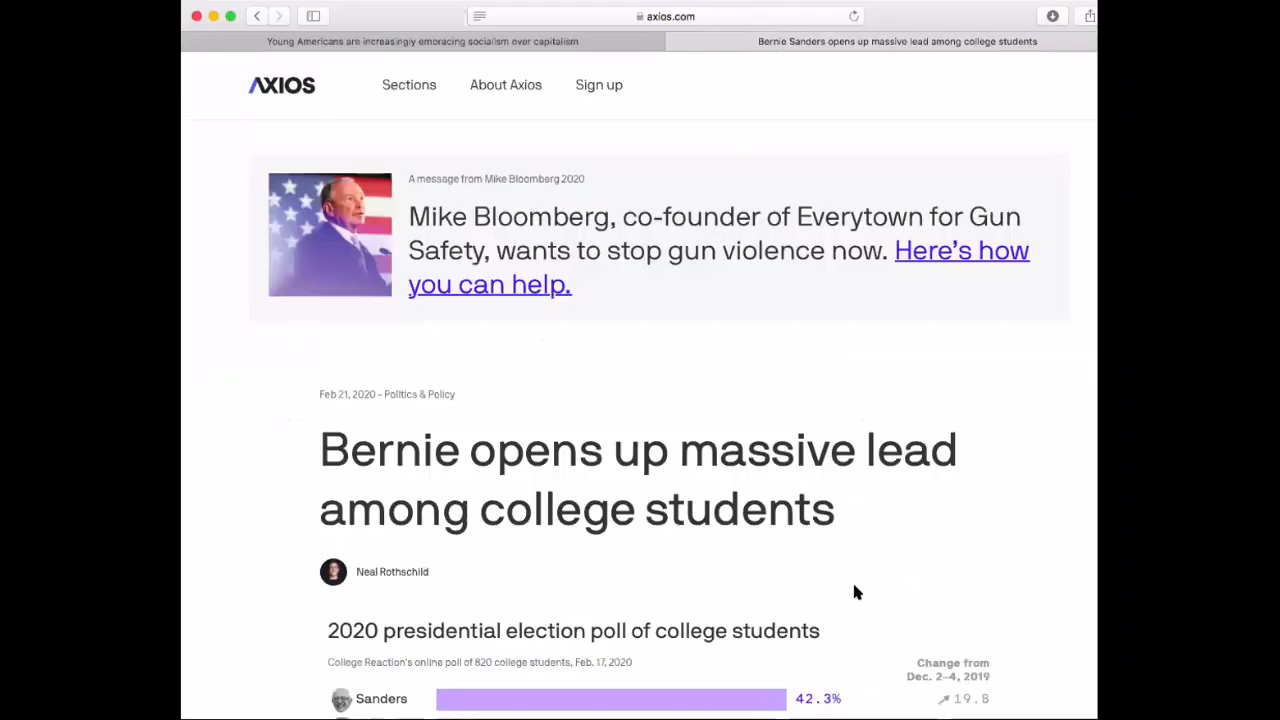 axios.com
Young Americans are increasingly embracing socialism over capitalism
Bernie Sanders opens up massive lead among college students
AXIOS
Sections
About Axios
Sign up
A message from Mike Bloomberg 2020
Mike Bloomberg, co-founder of Everytown for Gun
Safety, wants to stop gun violence now. Here's how
you can help.
Feb 21, 2020 - Politics & Policy
Bernie opens up massive lead
among college students
Neal Rothschild
2020 presidential election poll of college students
College Reaction's online poll of 820 college students, Feb. 17, 2020
Change from
Dec. 2–4, 2019
Sanders
42.3%
19.8